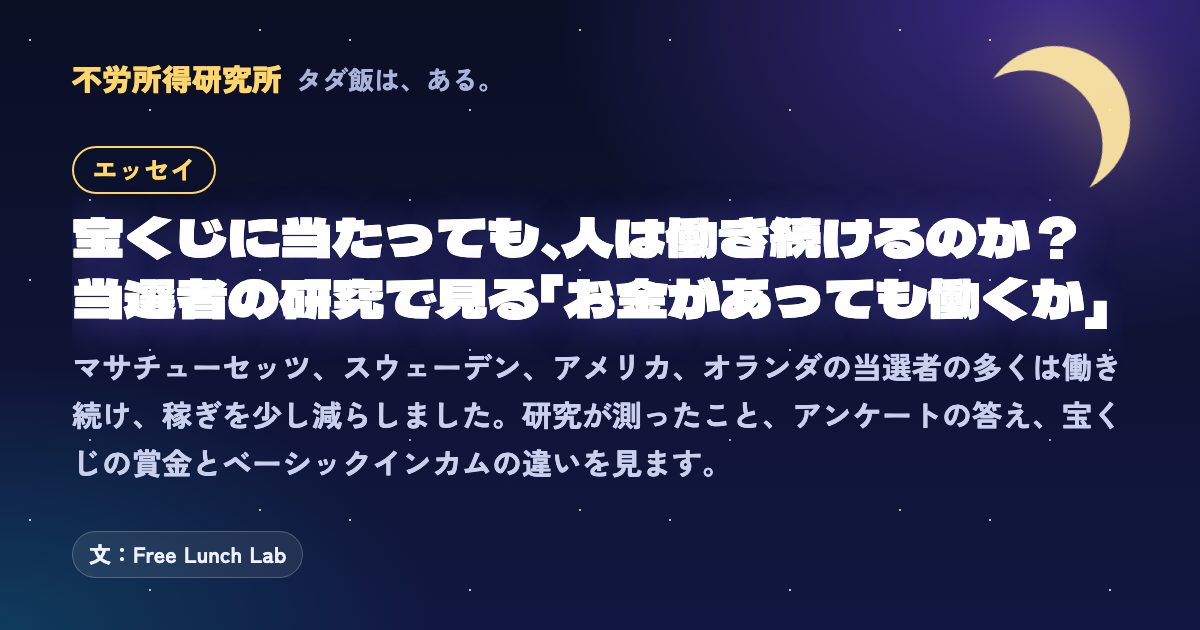 不労所得研究所 タダ飯は、ある。
エッセイ
宝くじに当たっても、人は働き続けるのか？
当選者の研究で見る「お金があっても働くか」
マサチューセッツ、スウェーデン、アメリカ、オランダの当選者の多くは働き
続け、稼ぎを少し減らしました。研究が測ったこと、アンケートの答え、宝く
じの賞金とベーシックインカムの違いを見ます。
文：Free Lunch Lab